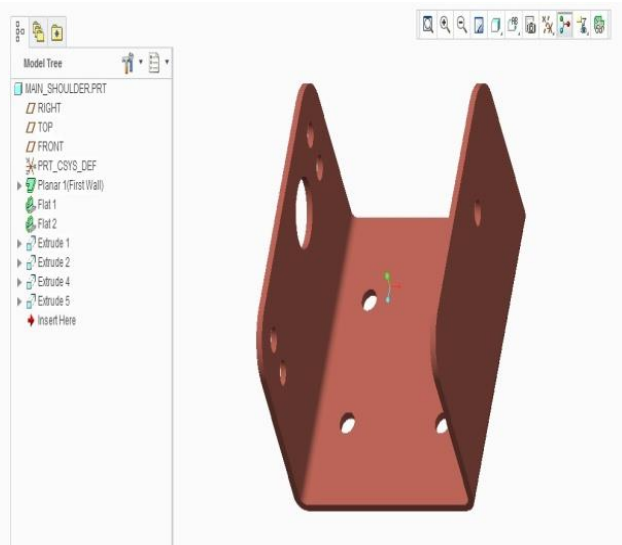 Model Tree
MAIN_SHOULDER.PRT
RIGHT
TOP
FRONT
PRT_CSYS_DEF
Planar 1(First Wall)
Flat 1
Flat 2
Extrude 1
Extrude 2
Extrude 4
Extrude 5
Insert Here